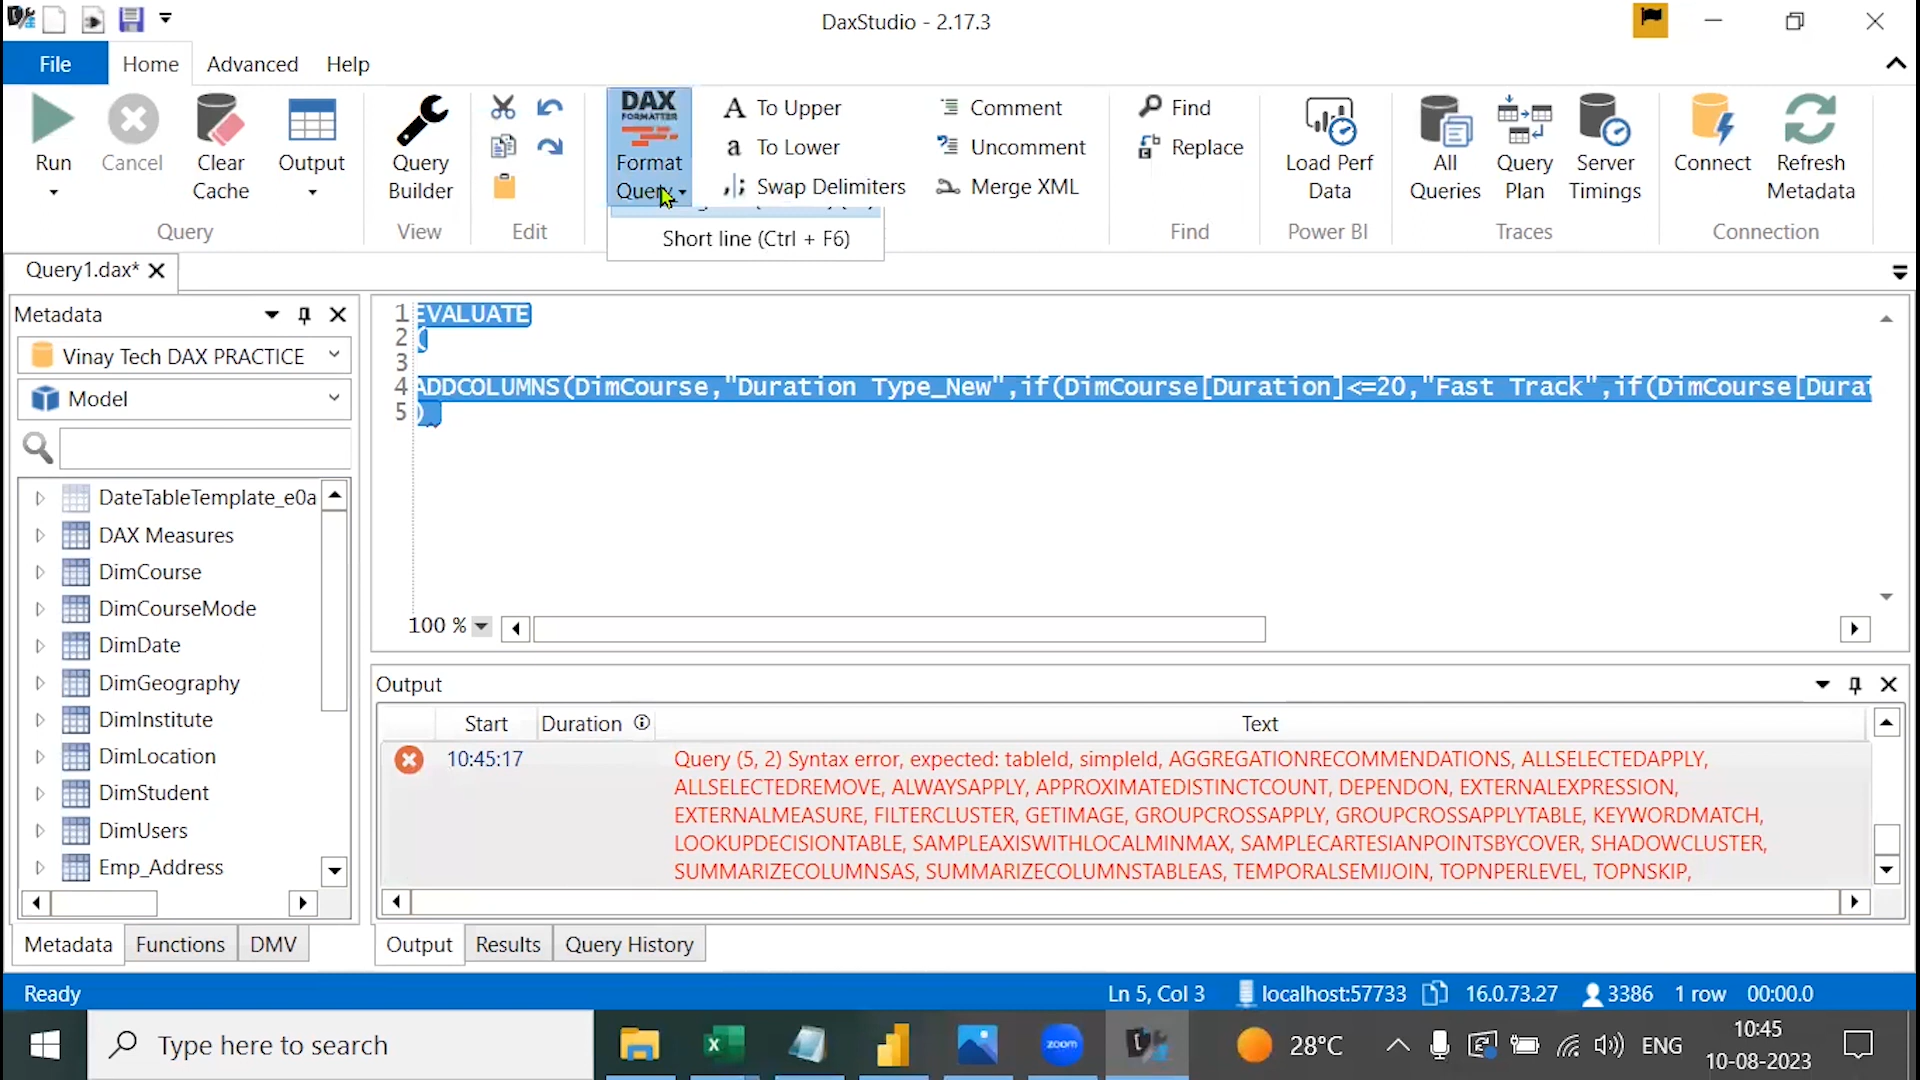 DaxStudio - 2.17.3
File Home Advanced Help
Run
Cancel
Clear Cache
Output
Query
Query Builder
View
Edit
DAX FORMATTER
Format Query
To Upper
To Lower
Swap Delimiters
Comment
Uncomment
Merge XML
Short line (Ctrl + F6)
Find
Replace
Find
Load Perf Data
Power BI
All Queries
Query Plan
Server Timings
Traces
Connect
Refresh Metadata
Connection
Query1.dax*
Metadata
Vinay Tech DAX PRACTICE
Model
DateTableTemplate_e0a
DAX Measures
DimCourse
DimCourseMode
DimDate
DimGeography
DimInstitute
DimLocation
DimStudent
DimUsers
Emp_Address
Metadata Functions DMV
1 EVALUATE
2 (
3
4 ADDCOLUMNS(DimCourse,"Duration Type_New",if(DimCourse[Duration]<=20,"Fast Track",if(DimCourse[Durat
5 )
100 %
Output
Start Duration Text
10:45:17 Query (5, 2) Syntax error, expected: tableId, simpleId, AGGREGATIONRECOMMENDATIONS, ALLSELECTEDAPPLY,
ALLSELECTEDREMOVE, ALWAYSAPPLY, APPROXIMATEDISTINCTCOUNT, DEPENDON, EXTERNALEXPRESSION,
EXTERNALMEASURE, FILTERCLUSTER, GETIMAGE, GROUPCROSSAPPLY, GROUPCROSSAPPLYTABLE, KEYWORDMATCH,
LOOKUPDECISIONTABLE, SAMPLEAXISWITHLOCALMINMAX, SAMPLECARTESIANPOINTSBYCOVER, SHADOWCLUSTER,
SUMMARIZECOLUMNSAS, SUMMARIZECOLUMNSTABLEAS, TEMPORALSEMIJOIN, TOPNPERLEVEL, TOPNSKIP,
Output Results Query History
Ready Ln 5, Col 3 localhost:57733 16.0.73.27 3386 1 row 00:00.0
Type here to search
zoom
28°C
ENG
10:45
10-08-2023